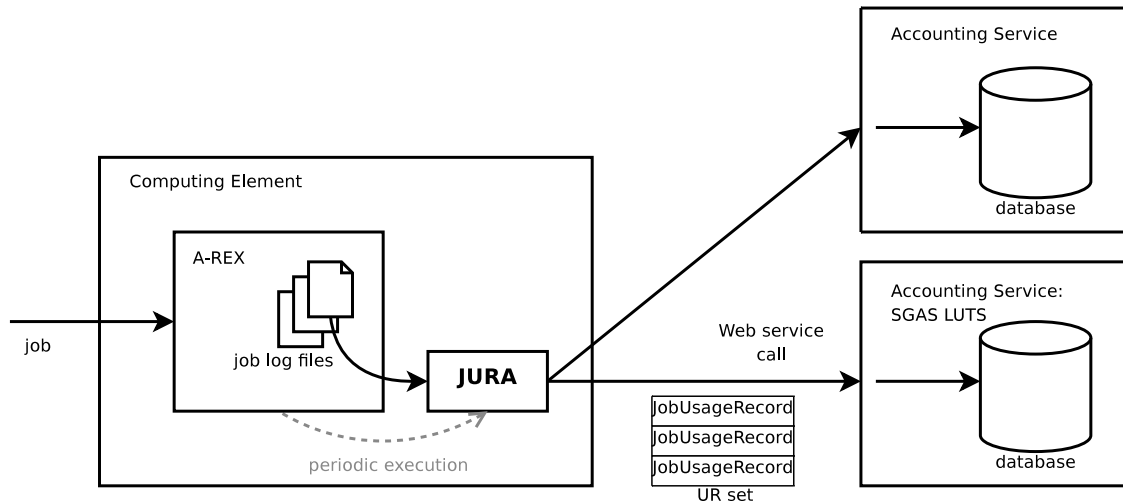 Accounting Service
database
Computing Element
A-REX
job log files
job
JURA
periodic execution
Web service
call
JobUsageRecord
JobUsageRecord
JobUsageRecord
UR set
Accounting Service:
SGAS LUTS
database